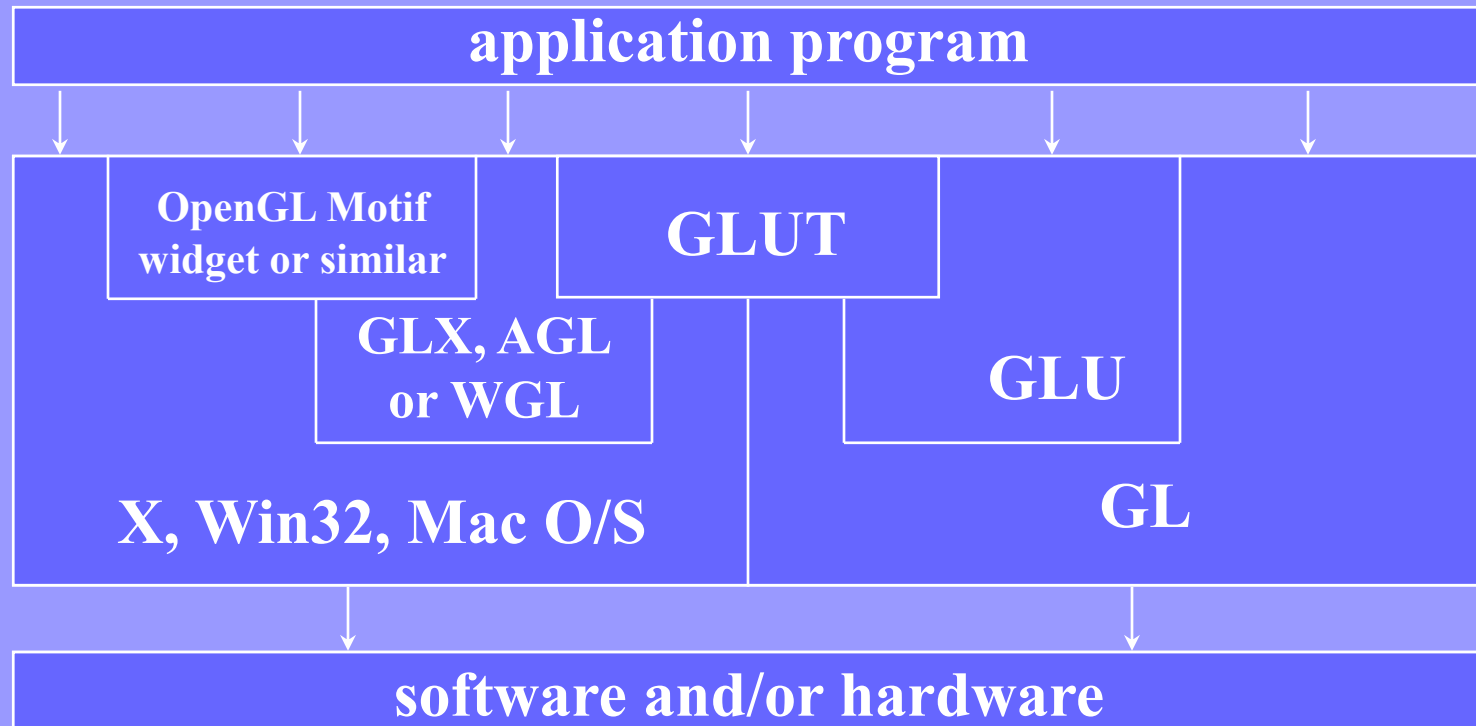 application program
OpenGL Motif
widget or similar
GLUT
GLX, AGL
or WGL
GLU
X, Win32, Mac O/S
GL
software and/or hardware